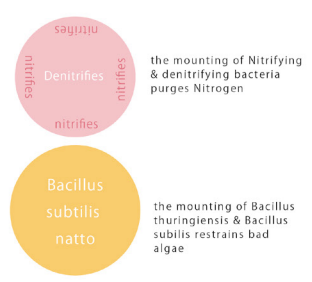 nitrifies
nitrifies
Denitrifies
nitrifies
nitrifies
the mounting of Nitrifying
& denitrifying bacteria
purges Nitrogen
Bacillus
subtilis
natto
the mounting of Bacillus
thuringiensis & Bacillus
subilis restrains bad
algae